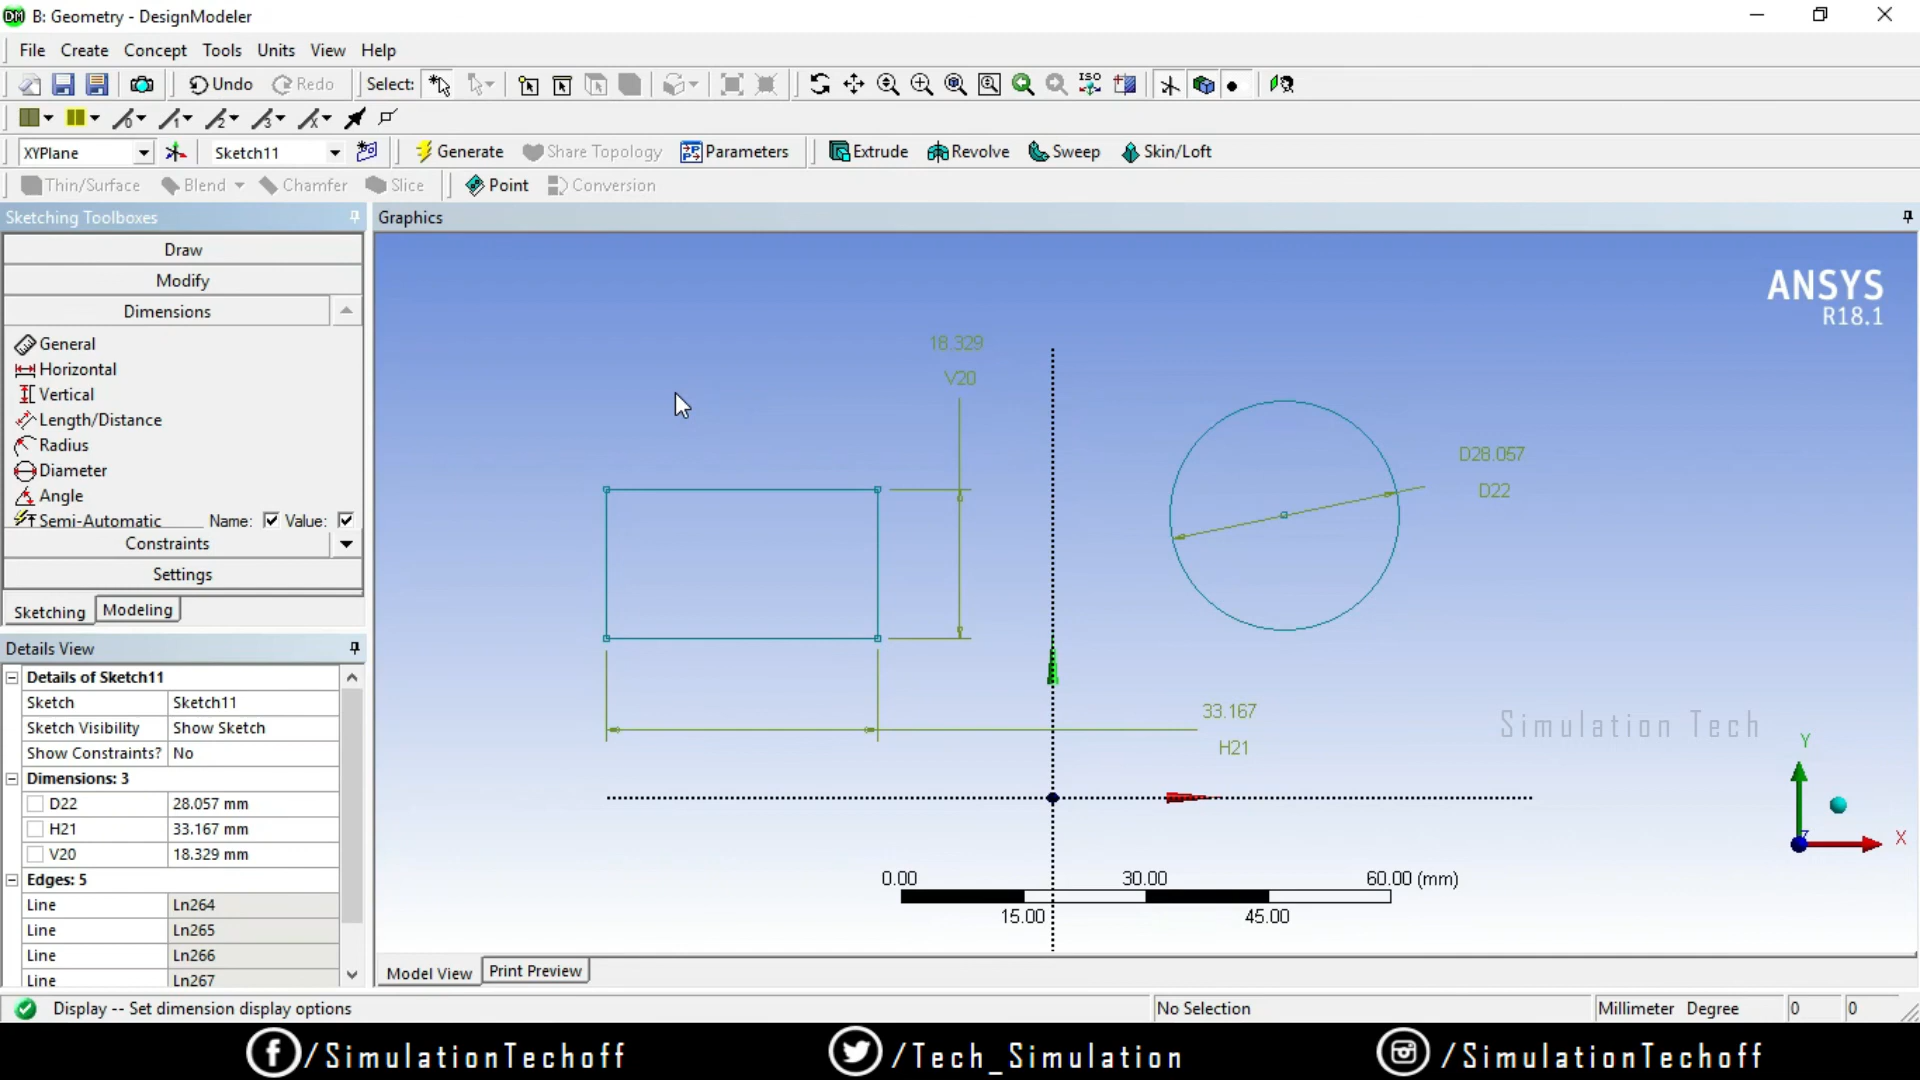 B: Geometry - DesignModeler
File Create Concept Tools Units View Help
Undo Redo Select: ISO
XYPlane Sketch11 Generate Share Topology Parameters Extrude Revolve Sweep Skin/Loft
Thin/Surface Blend Chamfer Slice Point Conversion
Sketching Toolboxes
Draw
Modify
Dimensions
General
Horizontal
Vertical
Length/Distance
Radius
Diameter
Angle
Semi-Automatic Name: Value:
Constraints
Settings
Sketching Modeling
Details View
Details of Sketch11
Sketch Sketch11
Sketch Visibility Show Sketch
Show Constraints? No
Dimensions: 3
D22 28.057 mm
H21 33.167 mm
V20 18.329 mm
Edges: 5
Line Ln264
Line Ln265
Line Ln266
Line Ln267
Graphics
ANSYS
R18.1
18.329
V20
D28.057
D22
33.167
H21
Simulation Tech
Y
X
Z
0.00 30.00 60.00 (mm)
15.00 45.00
Model View Print Preview
Display -- Set dimension display options No Selection Millimeter Degree 0 0
/SimulationTechoff /Tech_Simulation /SimulationTechoff